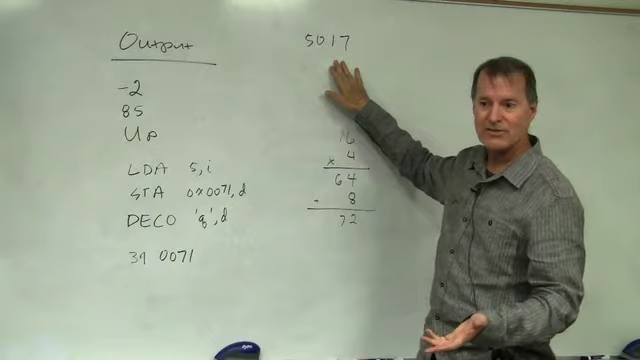 Output
-2
85
Up
LDA 5,i
STA 0x0071,d
DECO 'q',d
39 0071
5017
16
x 4
64
- 8
72